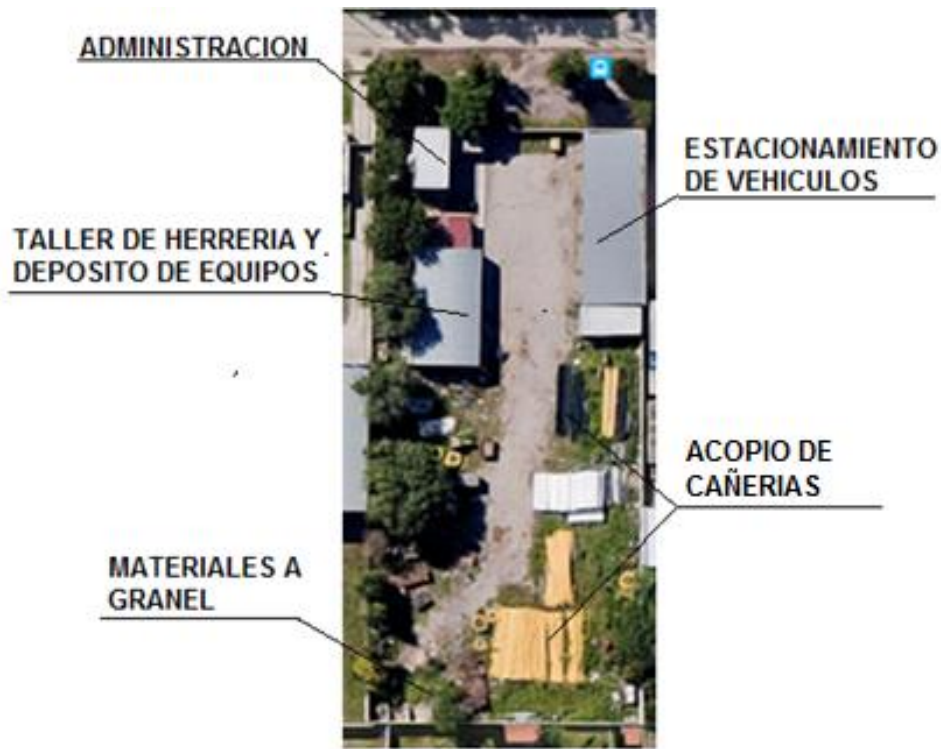 ADMINISTRACION
ESTACIONAMIENTO
DE VEHICULOS
TALLER DE HERRERIA Y
DEPOSITO DE EQUIPOS
ACOPIO DE
CAÑERIAS
MATERIALES A
GRANEL